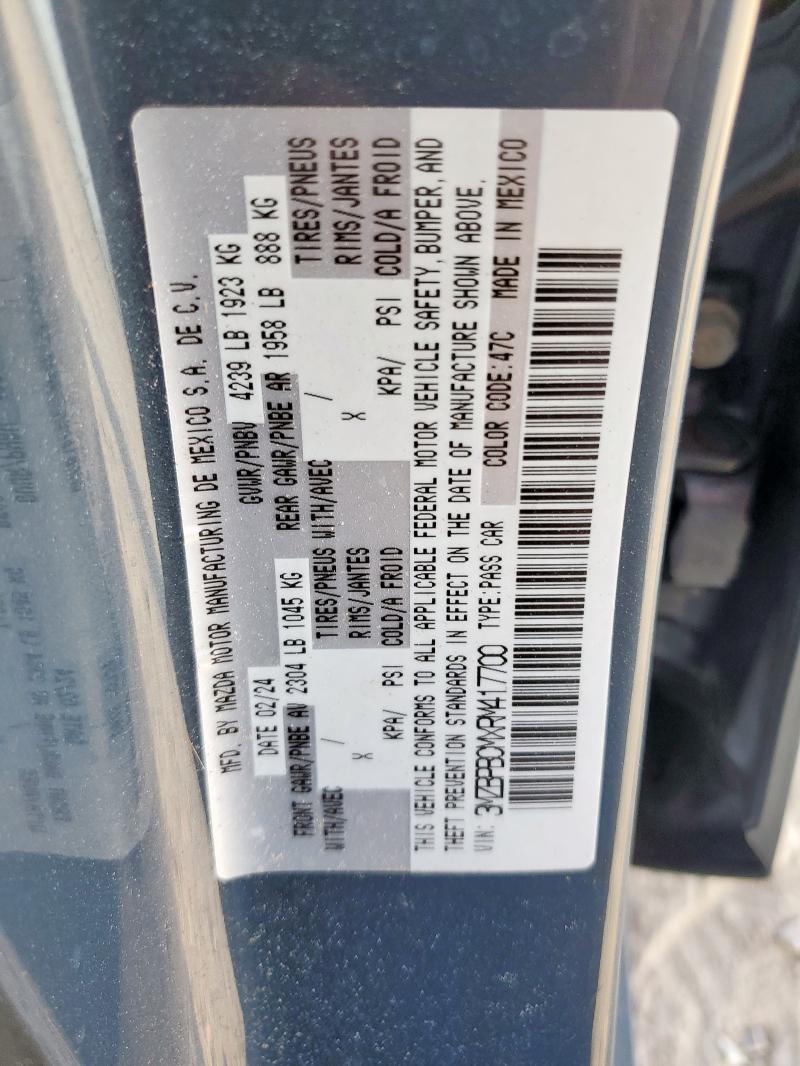 MFD. BY MAZDA MOTOR MANUFACTURING DE MEXICO S.A. DE C.V.
DATE 02/24 GVWR/PNBV 4239 LB 1923 KG
FRONT GAWR/PNBE AV 2304 LB 1045 KG REAR GAWR/PNBE AR 1958 LB 888 KG
WITH/AVEC / TIRES/PNEUS WITH/AVEC / TIRES/PNEUS
X RIMS/JANTES X RIMS/JANTES
KPA/ PSI COLD/A FROID KPA/ PSI COLD/A FROID
THIS VEHICLE CONFORMS TO ALL APPLICABLE FEDERAL MOTOR VEHICLE SAFETY, BUMPER, AND
THEFT PREVENTION STANDARDS IN EFFECT ON THE DATE OF MANUFACTURE SHOWN ABOVE.
VIN: 3MZBPBCMXRM417700 TYPE:PASS CAR COLOR CODE:47C MADE IN MEXICO